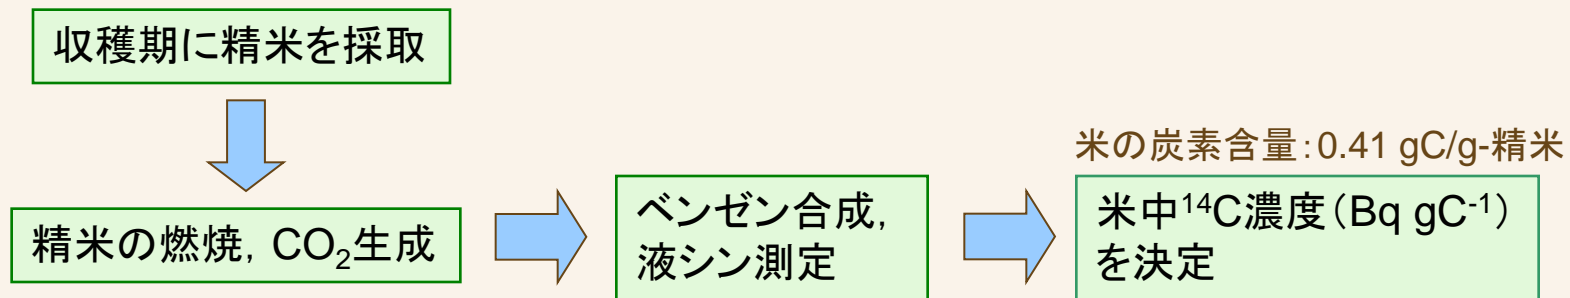 収穫期に精米を採取
精米の燃焼, CO₂生成
ベンゼン合成,
液シン測定
米の炭素含量：0.41 gC/g-精米
米中¹⁴C濃度（Bq gC⁻¹）
を決定